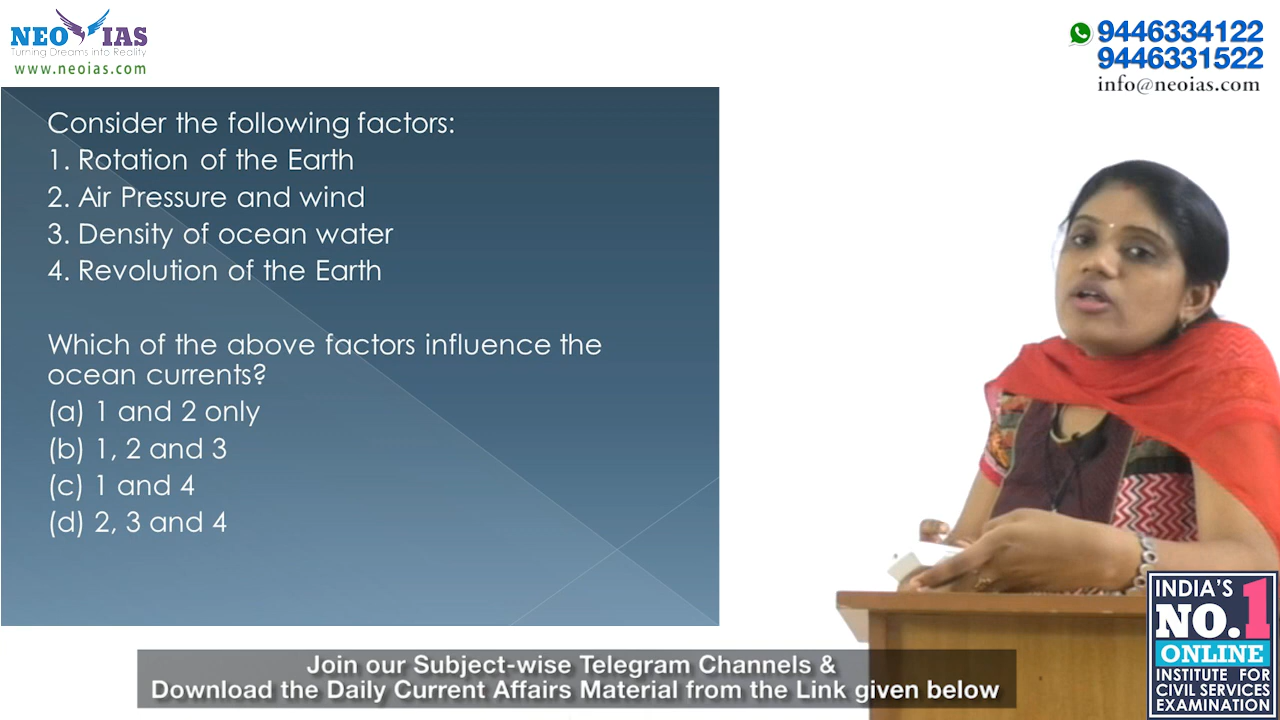 NEO IAS
Turning Dreams into Reality
www.neoias.com
9446334122
9446331522
info@neoias.com
Consider the following factors:
1. Rotation of the Earth
2. Air Pressure and wind
3. Density of ocean water
4. Revolution of the Earth
Which of the above factors influence the
ocean currents?
(a) 1 and 2 only
(b) 1, 2 and 3
(c) 1 and 4
(d) 2, 3 and 4
INDIA'S
NO.1
ONLINE
INSTITUTE FOR
CIVIL SERVICES
EXAMINATION
Join our Subject-wise Telegram Channels &
Download the Daily Current Affairs Material from the Link given below